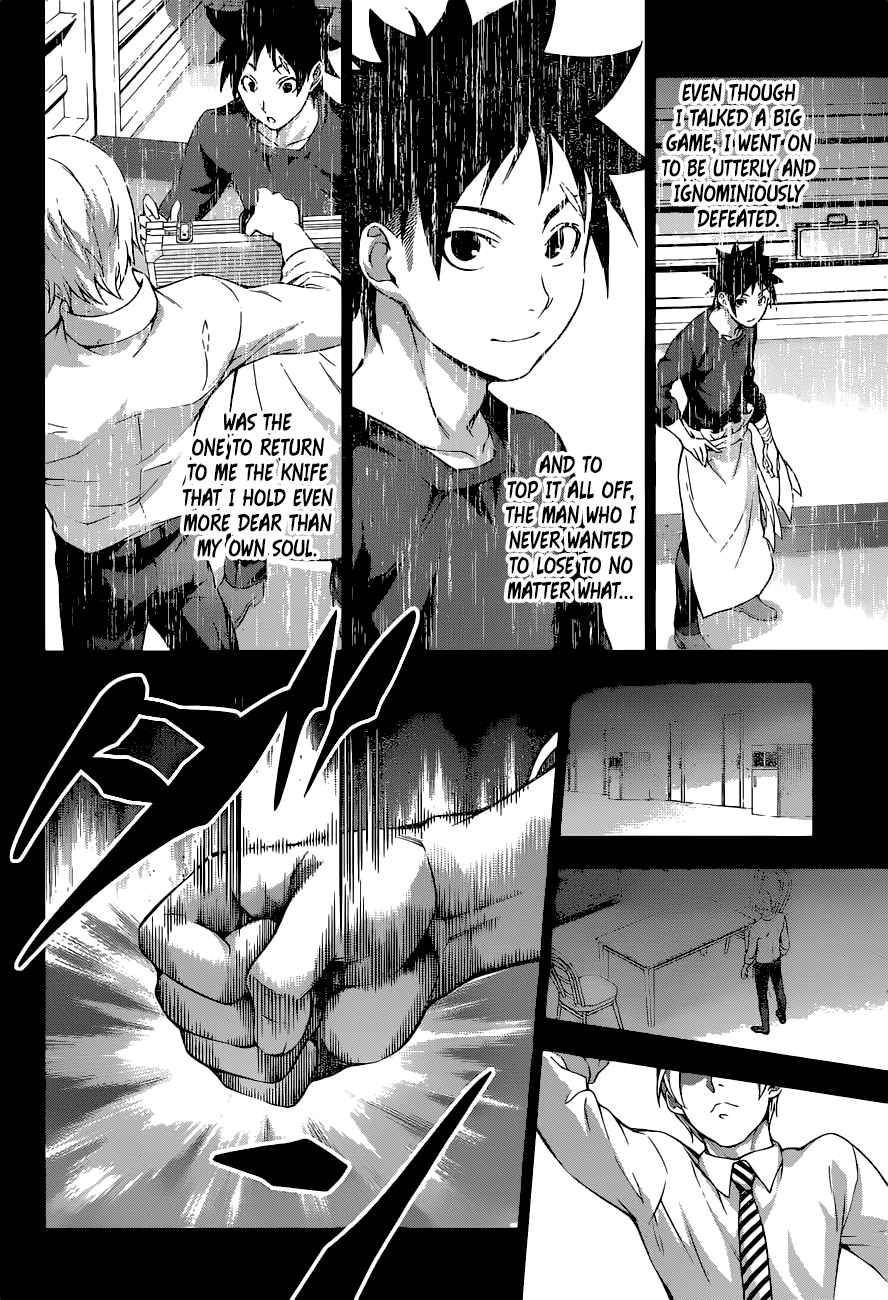 EVEN THOUGH
I TALKED A BIG
GAME, I WENT ON
TO BE UTTERLY AND
IGNOMINIOUSLY
DEFEATED.
AND TO
TOP IT ALL OFF,
THE MAN WHO I
NEVER WANTED
TO LOSE TO NO
MATTER WHAT...
WAS THE
ONE TO RETURN
TO ME THE KNIFE
THAT I HOLD EVEN
MORE DEAR THAN
MY OWN SOUL.